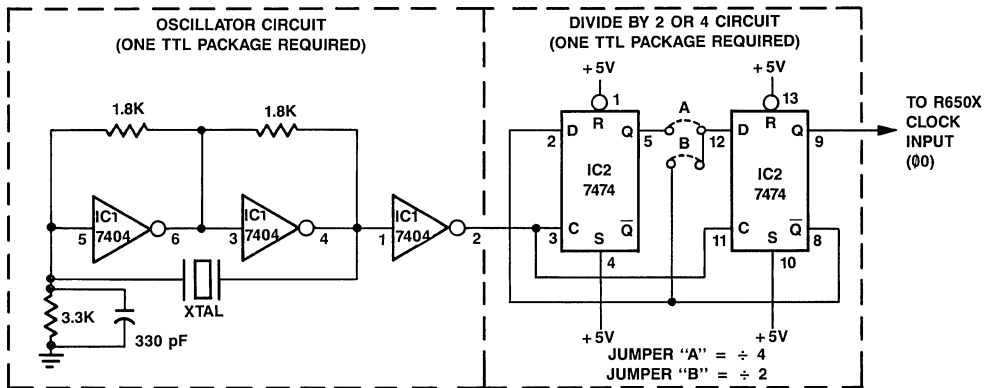 OSCILLATOR CIRCUIT
(ONE TTL PACKAGE REQUIRED)
DIVIDE BY 2 OR 4 CIRCUIT
(ONE TTL PACKAGE REQUIRED)
+5V
+5V
1
13
1.8K
1.8K
D
R
Q
2
5
A
B
12
D
R
Q
9
TO R650X
CLOCK
INPUT
(Ø0)
IC2
7474
IC2
7474
IC1
7404
5
6
IC1
7404
3
4
IC1
7404
1
2
3
C
S
Q̅
4
11
C
S
Q̅
8
10
XTAL
3.3K
330 pF
+5V
+5V
JUMPER "A" = ÷ 4
JUMPER "B" = ÷ 2